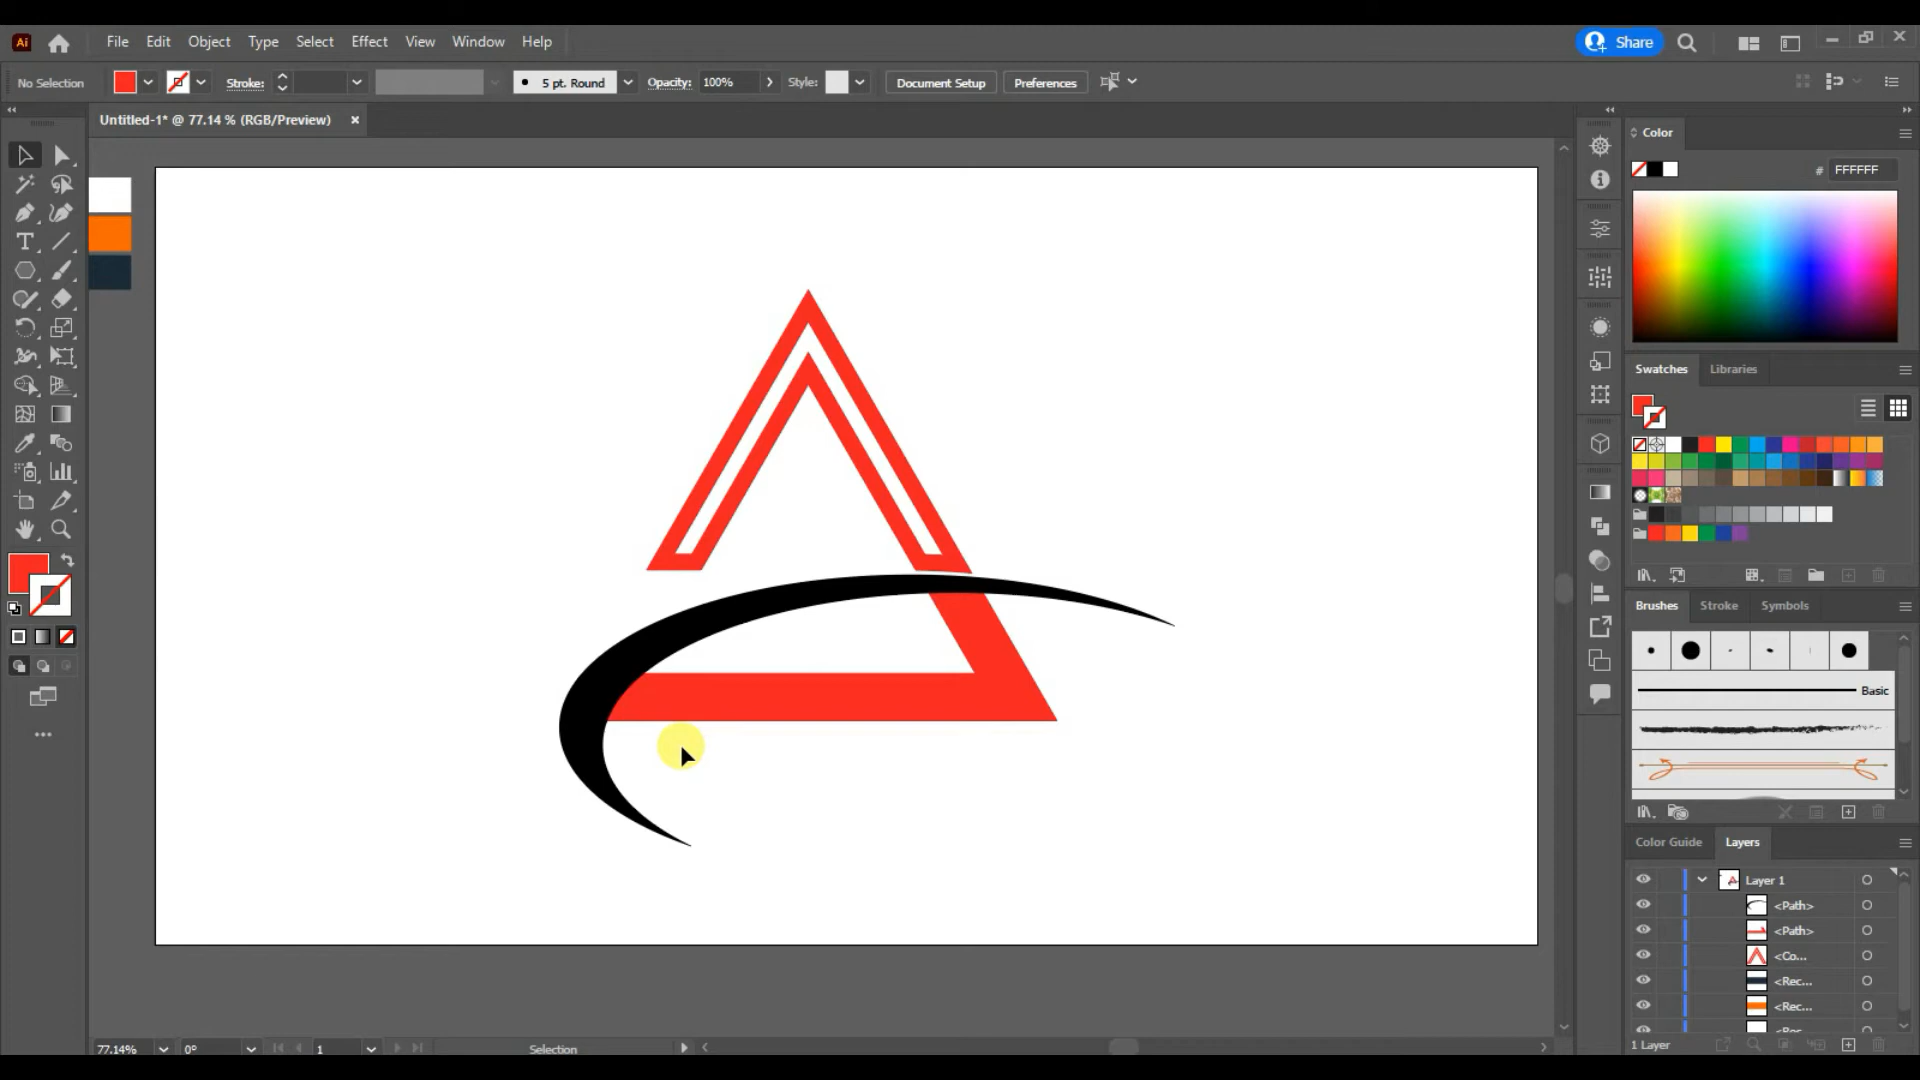 Ai File Edit Object Type Select Effect View Window Help Share
No Selection Stroke: 5 pt. Round Opacity: 100% Style: Document Setup Preferences
Untitled-1* @ 77.14 % (RGB/Preview) ×
Color
# FFFFFF
Swatches Libraries
Brushes Stroke Symbols
Basic
Color Guide Layers
Layer 1
<Path>
<Path>
<Co...
<Rec...
<Rec...
<Rec...
1 Layer
77.14% 0° 1 Selection